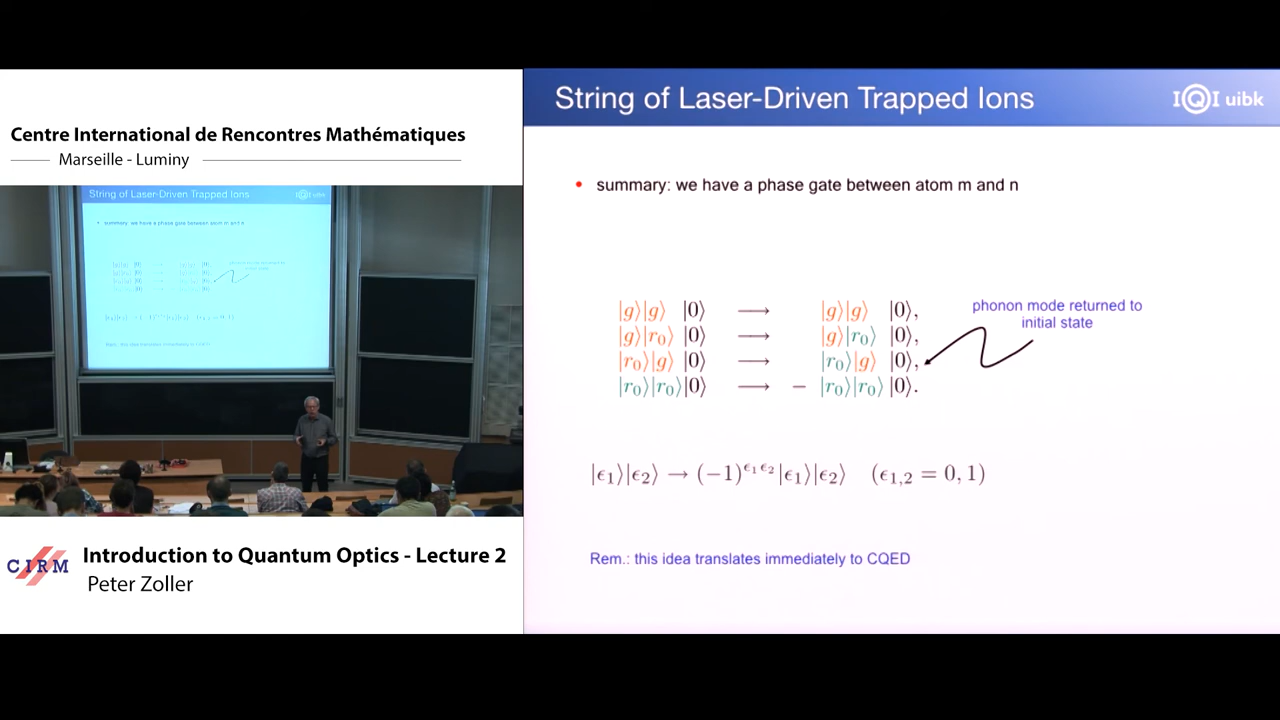 Centre International de Rencontres Mathématiques
Marseille - Luminy
String of Laser-Driven Trapped Ions
CIRM
Introduction to Quantum Optics - Lecture 2
Peter Zoller
String of Laser-Driven Trapped Ions
IQI uibk
• summary: we have a phase gate between atom m and n
|g⟩|g⟩ |0⟩ ⟶ |g⟩|g⟩ |0⟩,
|g⟩|r₀⟩ |0⟩ ⟶ |g⟩|r₀⟩ |0⟩,
|r₀⟩|g⟩ |0⟩ ⟶ |r₀⟩|g⟩ |0⟩,
|r₀⟩|r₀⟩|0⟩ ⟶ − |r₀⟩|r₀⟩ |0⟩.
phonon mode returned to
initial state
|ϵ₁⟩|ϵ₂⟩ → (−1)^{ϵ₁ϵ₂}|ϵ₁⟩|ϵ₂⟩ (ϵ₁,₂ = 0, 1)
Rem.: this idea translates immediately to CQED